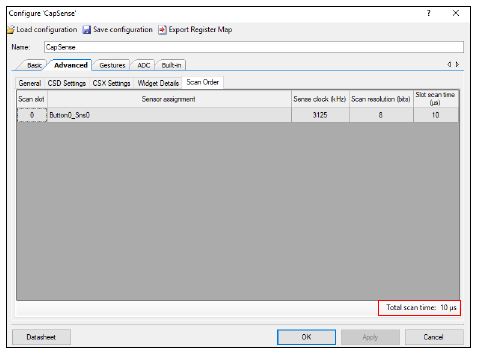 Configure 'CapSense'
? X
Load configuration Save configuration Expert Register Map
Name: CapSense
Basic Advanced Gestures ADC Built-in
General CSD Settings CSX Settings Widget Details Scan Order
Scan slot Sensor assignment Sense clock (kHz) Scan resolution (bits) Slot scan time (µs)
0 Button0_Sns0 3125 8 10
Total scan time: 10 µs
Datasheet OK Apply Cancel